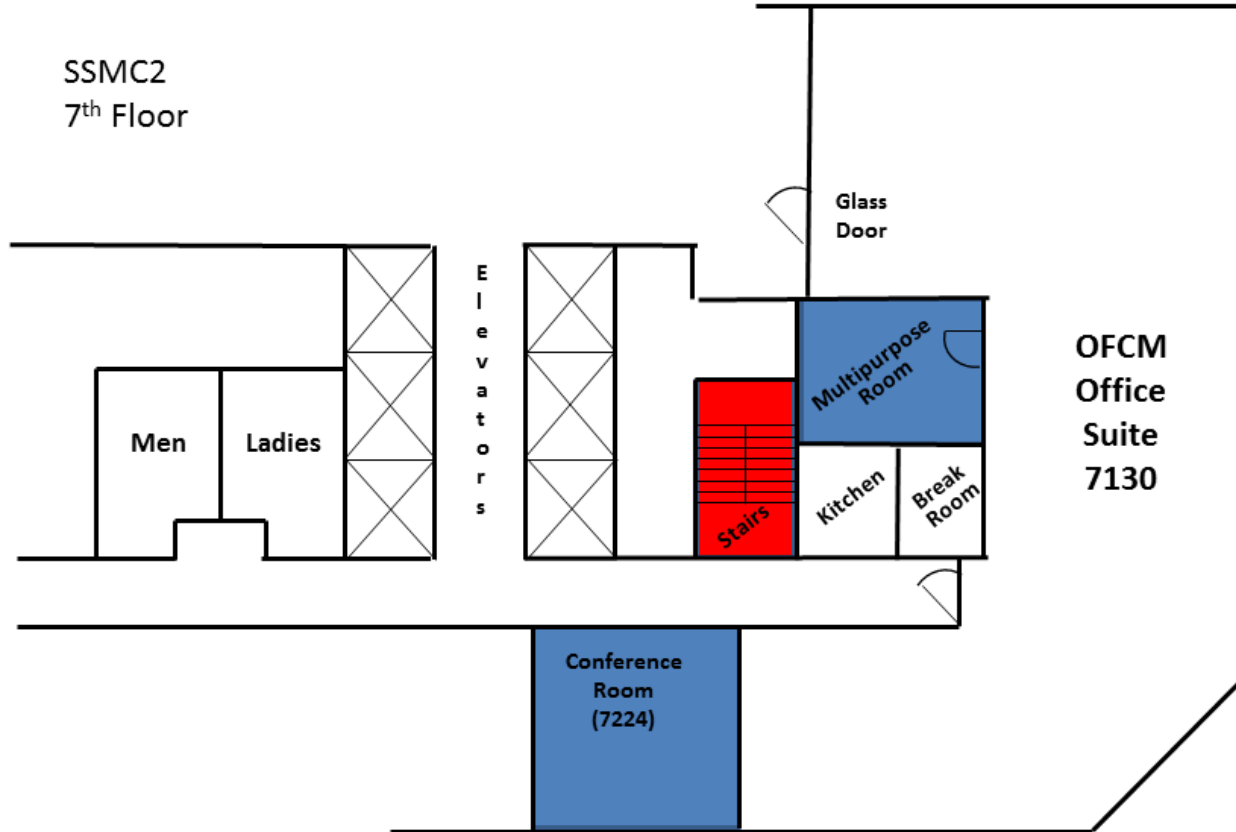 SSMC2
7th Floor
Glass
Door
Elevators
Multipurpose
Room
OFCM
Office
Suite
7130
Men
Ladies
Stairs
Kitchen
Break
Room
Conference
Room
(7224)